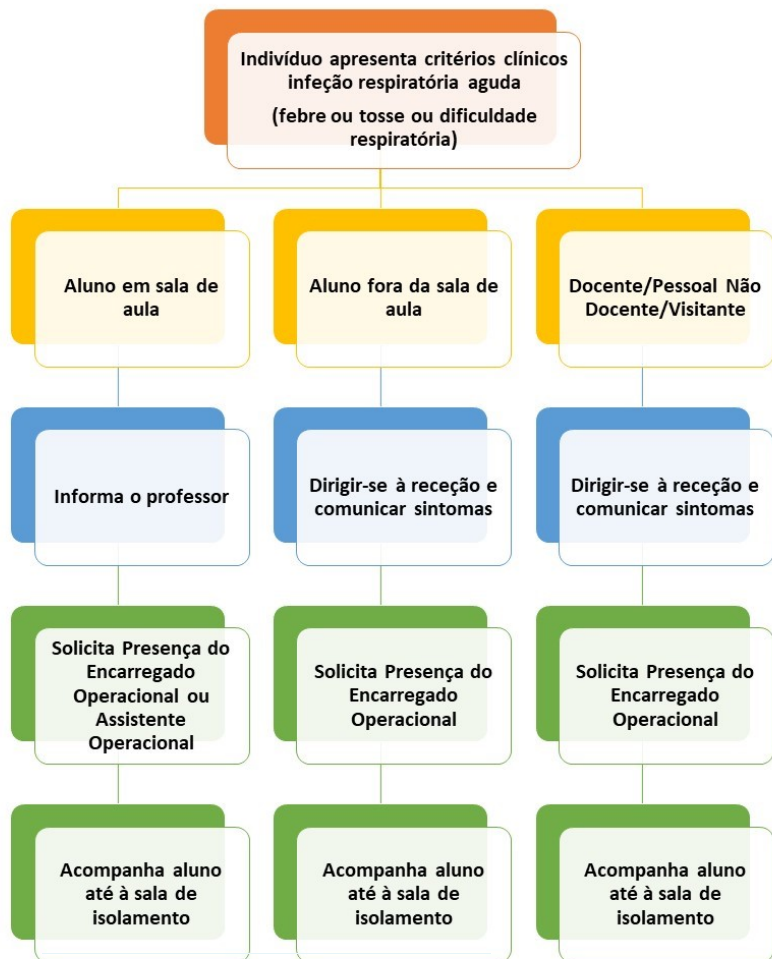 Indivíduo apresenta critérios clínicos
infeção respiratória aguda
(febre ou tosse ou dificuldade
respiratória)
Aluno em sala de
aula
Aluno fora da sala de
aula
Docente/Pessoal Não
Docente/Visitante
Informa o professor
Dirigir-se à receção e
comunicar sintomas
Dirigir-se à receção e
comunicar sintomas
Solicita Presença do
Encarregado
Operacional ou
Assistente
Operacional
Solicita Presença do
Encarregado
Operacional
Solicita Presença do
Encarregado
Operacional
Acompanha aluno
até à sala de
isolamento
Acompanha aluno
até à sala de
isolamento
Acompanha aluno
até à sala de
isolamento